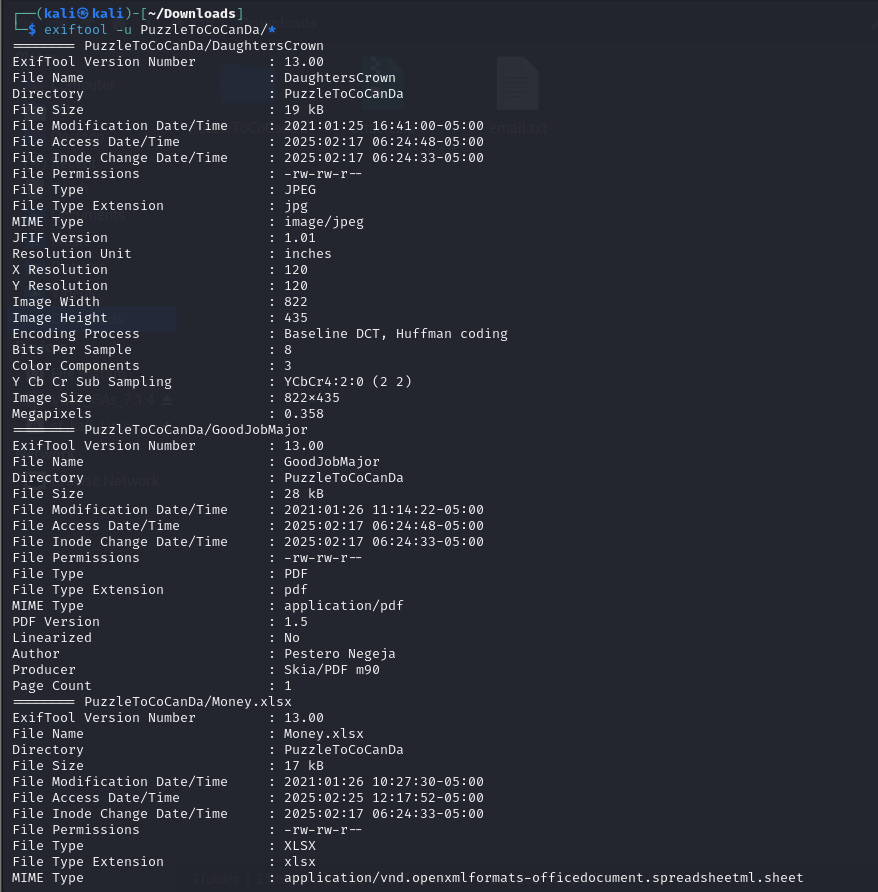 ┌──(kali㉿kali)-[~/Downloads]
└─$ exiftool -u PuzzleToCoCanDa/*
======== PuzzleToCoCanDa/DaughtersCrown
ExifTool Version Number         : 13.00
File Name                       : DaughtersCrown
Directory                       : PuzzleToCoCanDa
File Size                       : 19 kB
File Modification Date/Time     : 2021:01:25 16:41:00-05:00
File Access Date/Time           : 2025:02:17 06:24:48-05:00
File Inode Change Date/Time     : 2025:02:17 06:24:33-05:00
File Permissions                : -rw-rw-r--
File Type                       : JPEG
File Type Extension             : jpg
MIME Type                       : image/jpeg
JFIF Version                    : 1.01
Resolution Unit                 : inches
X Resolution                    : 120
Y Resolution                    : 120
Image Width                     : 822
Image Height                    : 435
Encoding Process                : Baseline DCT, Huffman coding
Bits Per Sample                 : 8
Color Components                : 3
Y Cb Cr Sub Sampling            : YCbCr4:2:0 (2 2)
Image Size                      : 822×435
Megapixels                      : 0.358
======== PuzzleToCoCanDa/GoodJobMajor
ExifTool Version Number         : 13.00
File Name                       : GoodJobMajor
Directory                       : PuzzleToCoCanDa
File Size                       : 28 kB
File Modification Date/Time     : 2021:01:26 11:14:22-05:00
File Access Date/Time           : 2025:02:17 06:24:48-05:00
File Inode Change Date/Time     : 2025:02:17 06:24:33-05:00
File Permissions                : -rw-rw-r--
File Type                       : PDF
File Type Extension             : pdf
MIME Type                       : application/pdf
PDF Version                     : 1.5
Linearized                      : No
Author                          : Pestero Negeja
Producer                        : Skia/PDF m90
Page Count                      : 1
======== PuzzleToCoCanDa/Money.xlsx
ExifTool Version Number         : 13.00
File Name                       : Money.xlsx
Directory                       : PuzzleToCoCanDa
File Size                       : 17 kB
File Modification Date/Time     : 2021:01:26 10:27:30-05:00
File Access Date/Time           : 2025:02:25 12:17:52-05:00
File Inode Change Date/Time     : 2025:02:17 06:24:33-05:00
File Permissions                : -rw-rw-r--
File Type                       : XLSX
File Type Extension             : xlsx
MIME Type                       : application/vnd.openxmlformats-officedocument.spreadsheetml.sheet